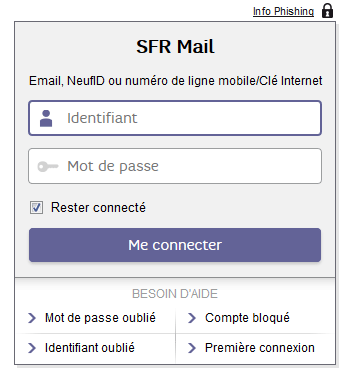 Info Phishing
SFR Mail
Email, NeufID ou numéro de ligne mobile/Clé Internet
Identifiant
Mot de passe
Rester connecté
Me connecter
BESOIN D'AIDE
Mot de passe oublié
Compte bloqué
Identifiant oublié
Première connexion